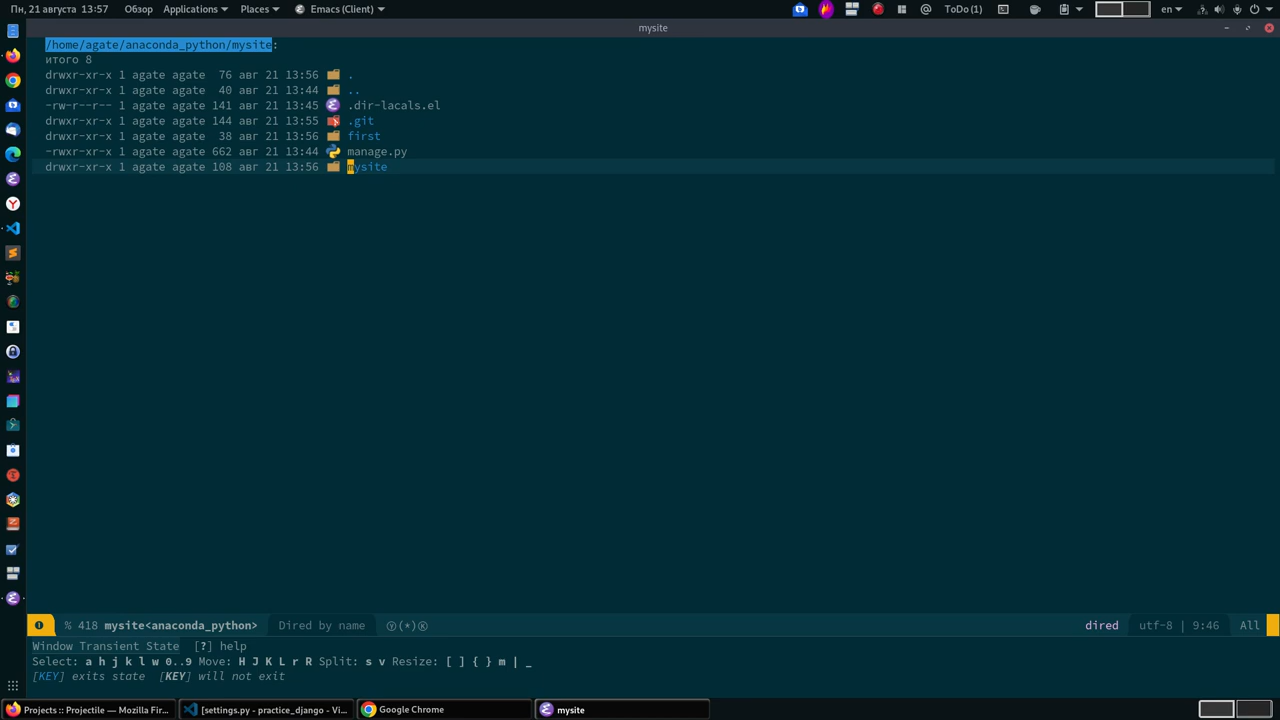 Пн, 21 августа 13:57 Обзор Applications Places Emacs (Client) ToDo (1) en
mysite
/home/agate/anaconda_python/mysite:
итого 8
drwxr-xr-x 1 agate agate  76 авг 21 13:56 .
drwxr-xr-x 1 agate agate  40 авг 21 13:44 ..
-rw-r--r-- 1 agate agate 141 авг 21 13:45 .dir-lacals.el
drwxr-xr-x 1 agate agate 144 авг 21 13:55 .git
drwxr-xr-x 1 agate agate  38 авг 21 13:56 first
-rwxr-xr-x 1 agate agate 662 авг 21 13:44 manage.py
drwxr-xr-x 1 agate agate 108 авг 21 13:56 mysite
% 418 mysite<anaconda_python> Dired by name Ⓨ(*)Ⓚ dired utf-8 | 9:46 All
Window Transient State [?] help
Select: a h j k l w 0..9 Move: H J K L r R Split: s v Resize: [ ] { } m | _
[KEY] exits state [KEY] will not exit
Projects :: Projectile — Mozilla Fir... [settings.py - practice_django - Vi... Google Chrome mysite